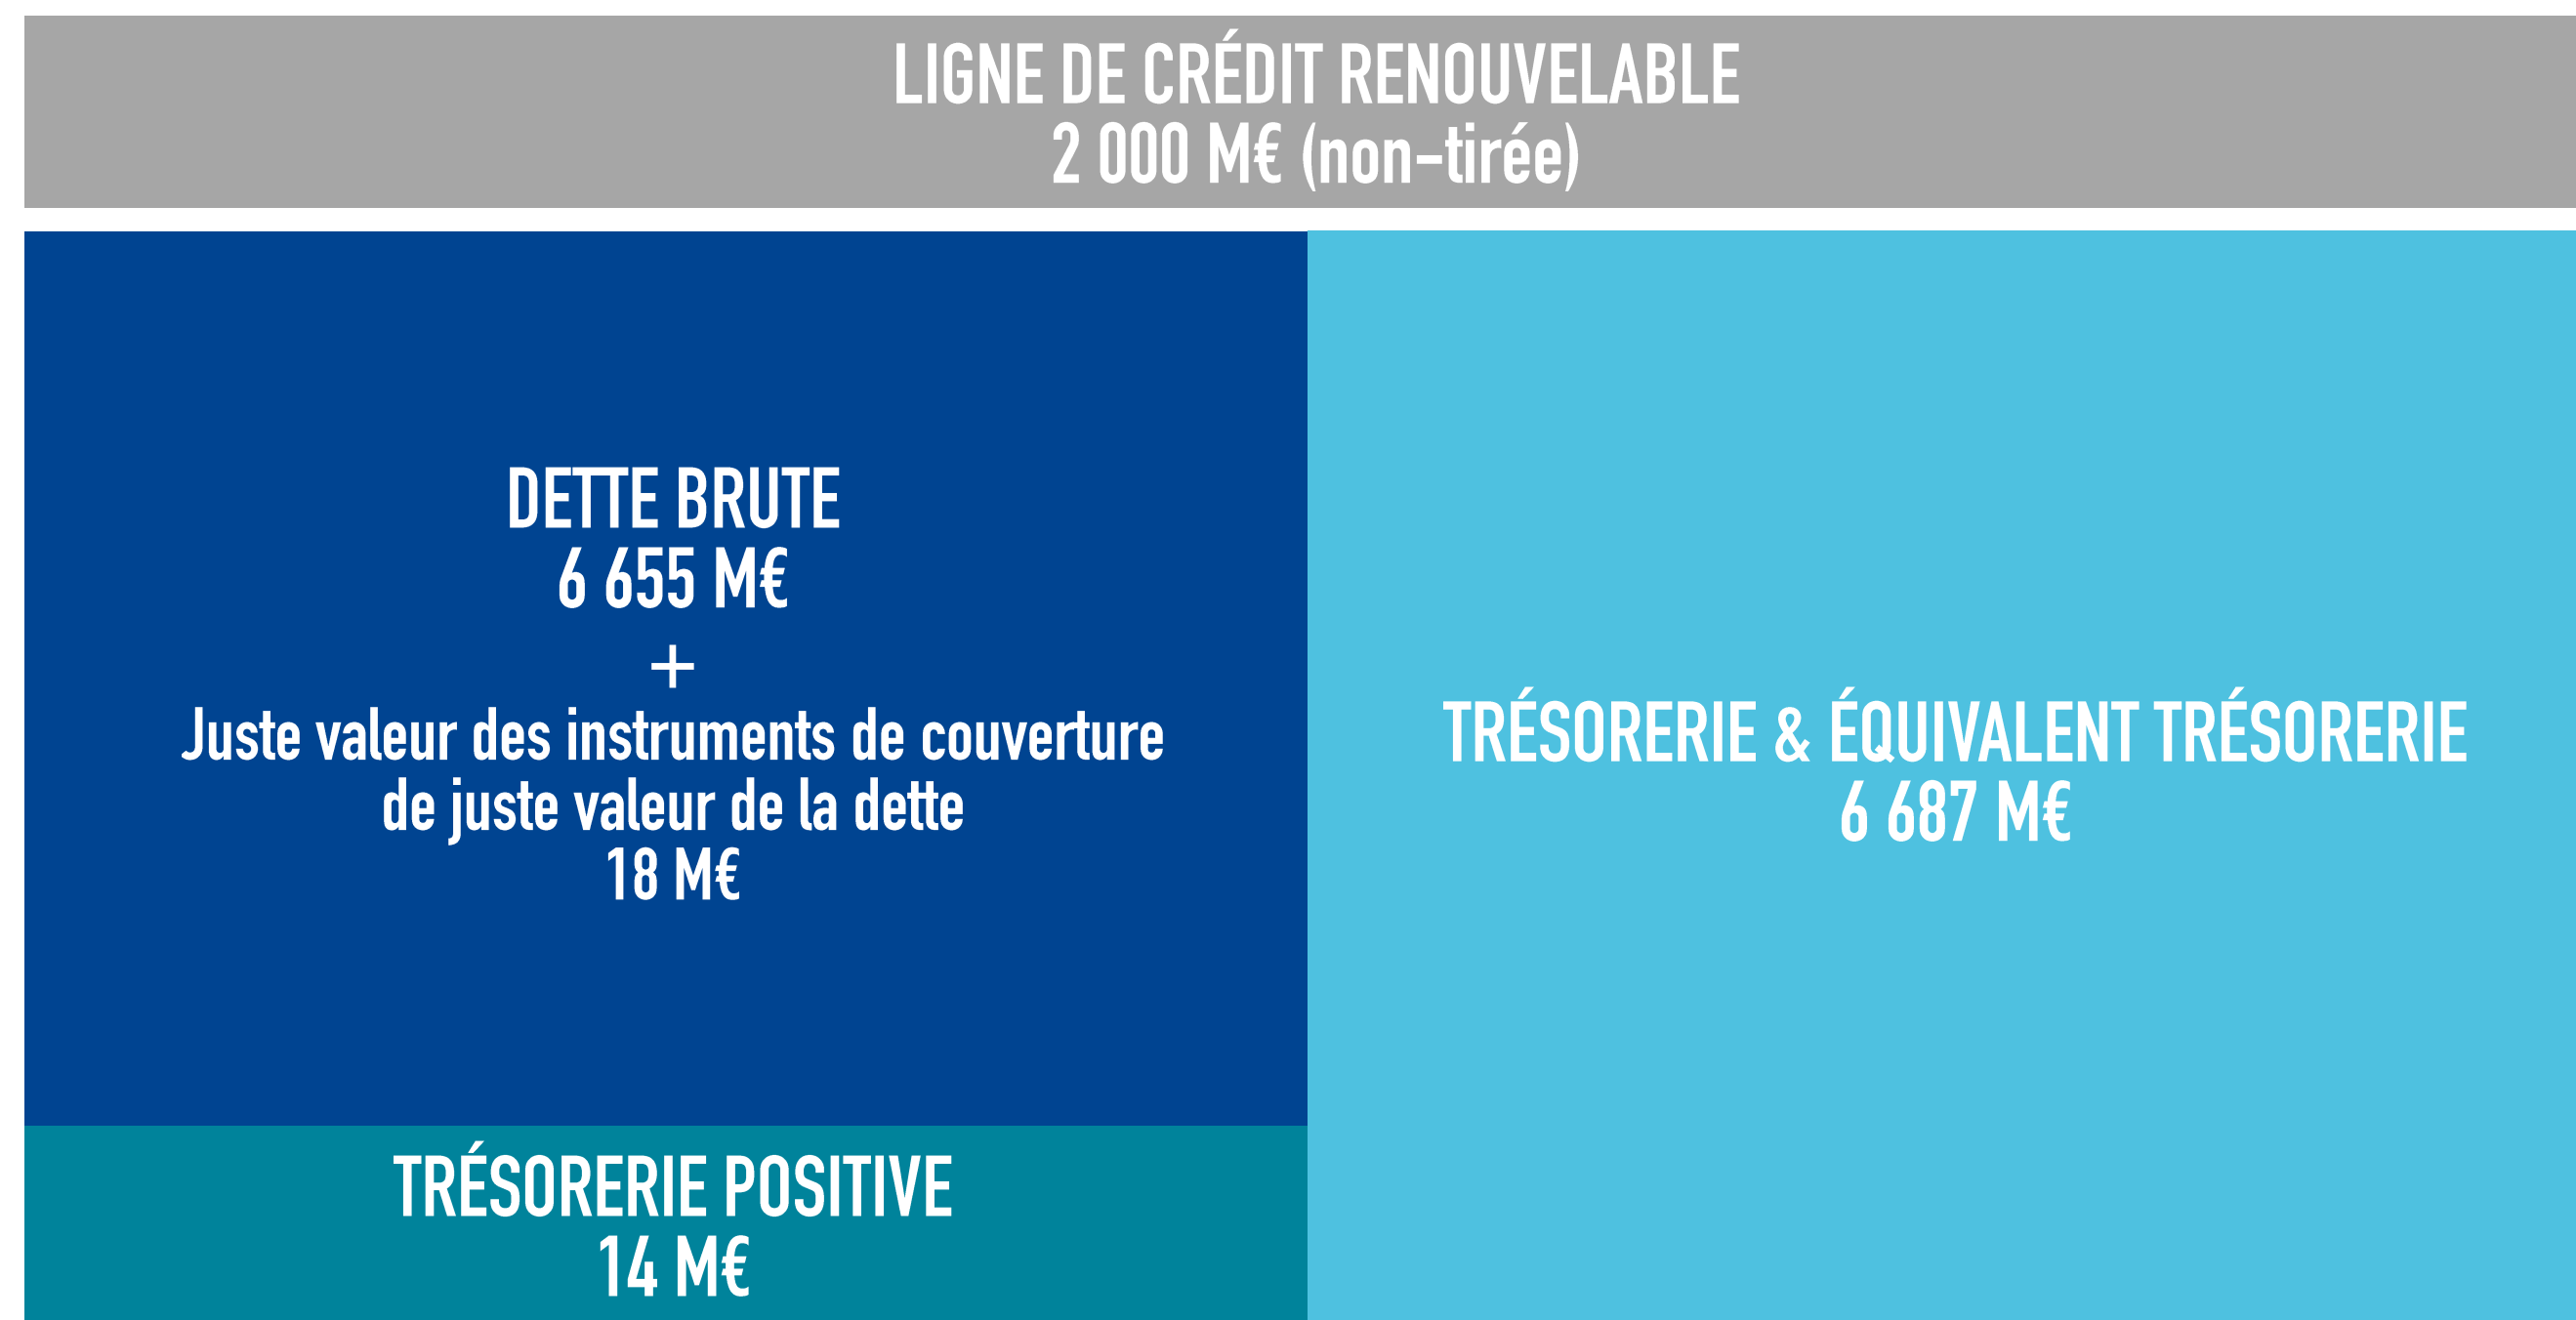 LIGNE DE CRÉDIT RENOUVELABLE
2 000 M€ (non-tirée)
DETTE BRUTE
6 655 M€
+
Juste valeur des instruments de couverture
de juste valeur de la dette
18 M€
TRÉSORERIE & ÉQUIVALENT TRÉSORERIE
6 687 M€
TRÉSORERIE POSITIVE
14 M€